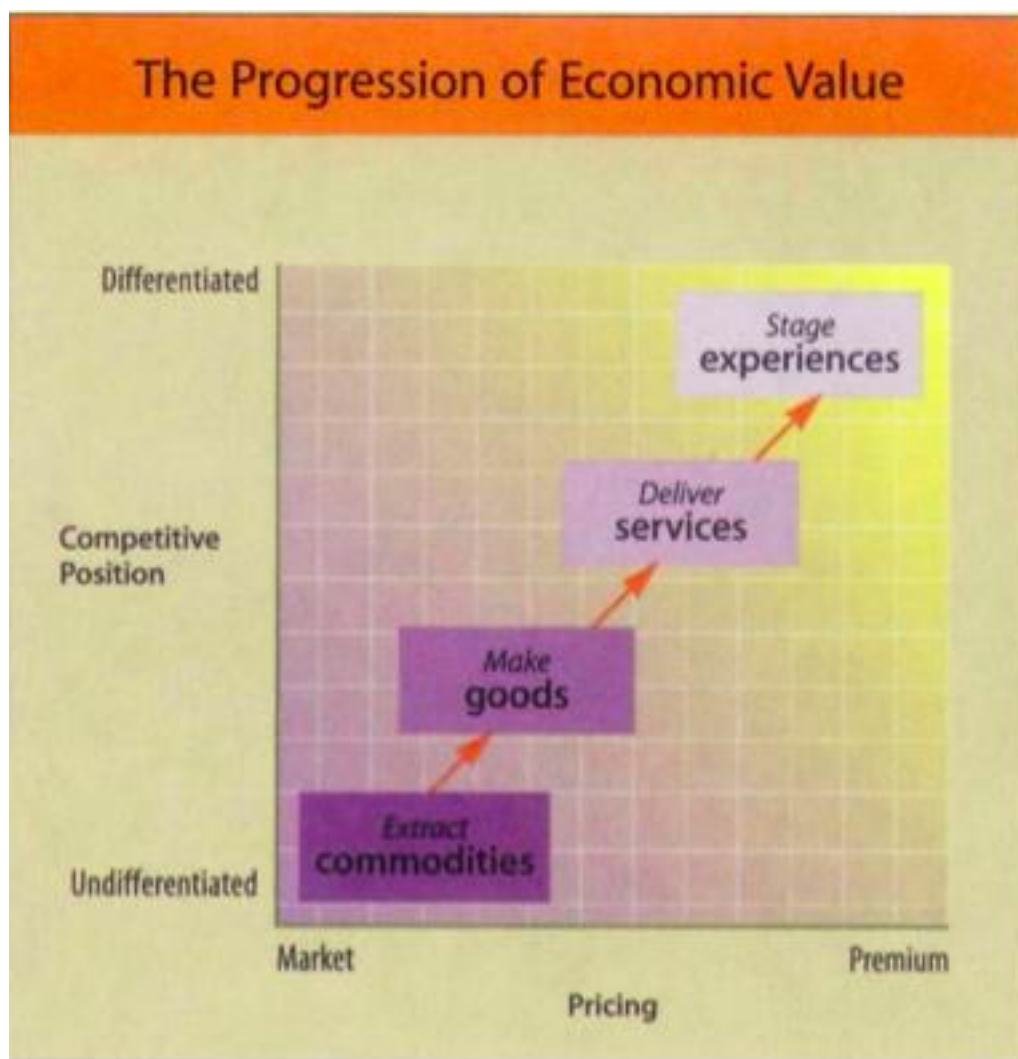 The Progression of Economic Value
Differentiated
Stage
experiences
Deliver
services
Competitive
Position
Make
goods
Extract
commodities
Undifferentiated
Market
Premium
Pricing